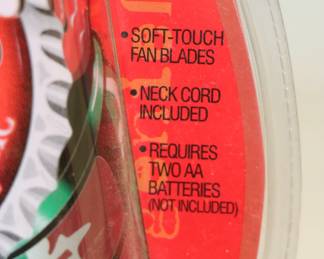 • SOFT-TOUCH
FAN BLADES
• NECK CORD
INCLUDED
• REQUIRES
TWO AA
BATTERIES
(NOT INCLUDED)